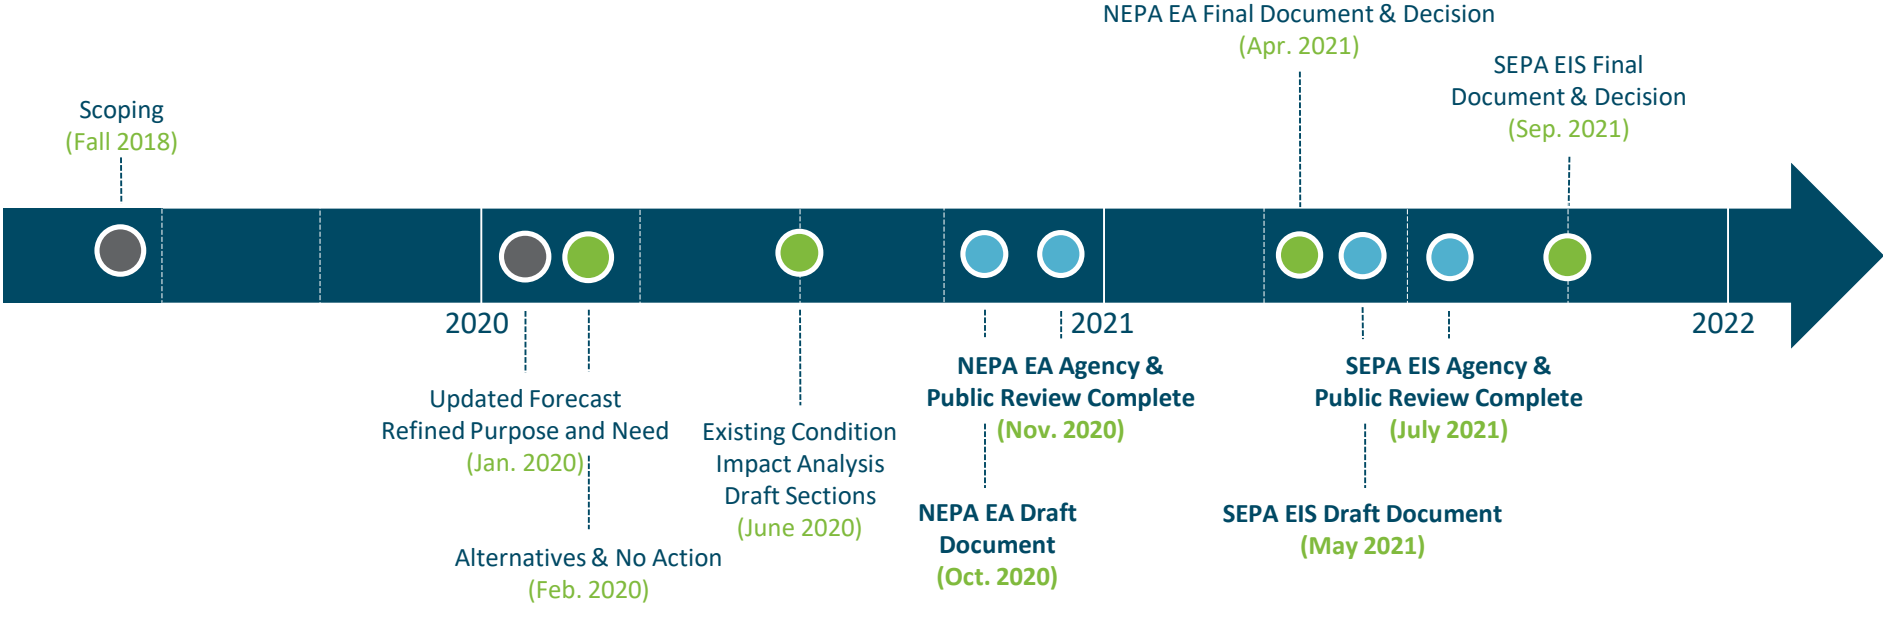 NEPA EA Final Document & Decision
(Apr. 2021)
SEPA EIS Final
Document & Decision
(Sep. 2021)
Scoping
(Fall 2018)
2020
2021
2022
Updated Forecast
Refined Purpose and Need
(Jan. 2020)
Alternatives & No Action
(Feb. 2020)
Existing Condition
Impact Analysis
Draft Sections
(June 2020)
NEPA EA Agency &
Public Review Complete
(Nov. 2020)
NEPA EA Draft
Document
(Oct. 2020)
SEPA EIS Agency &
Public Review Complete
(July 2021)
SEPA EIS Draft Document
(May 2021)